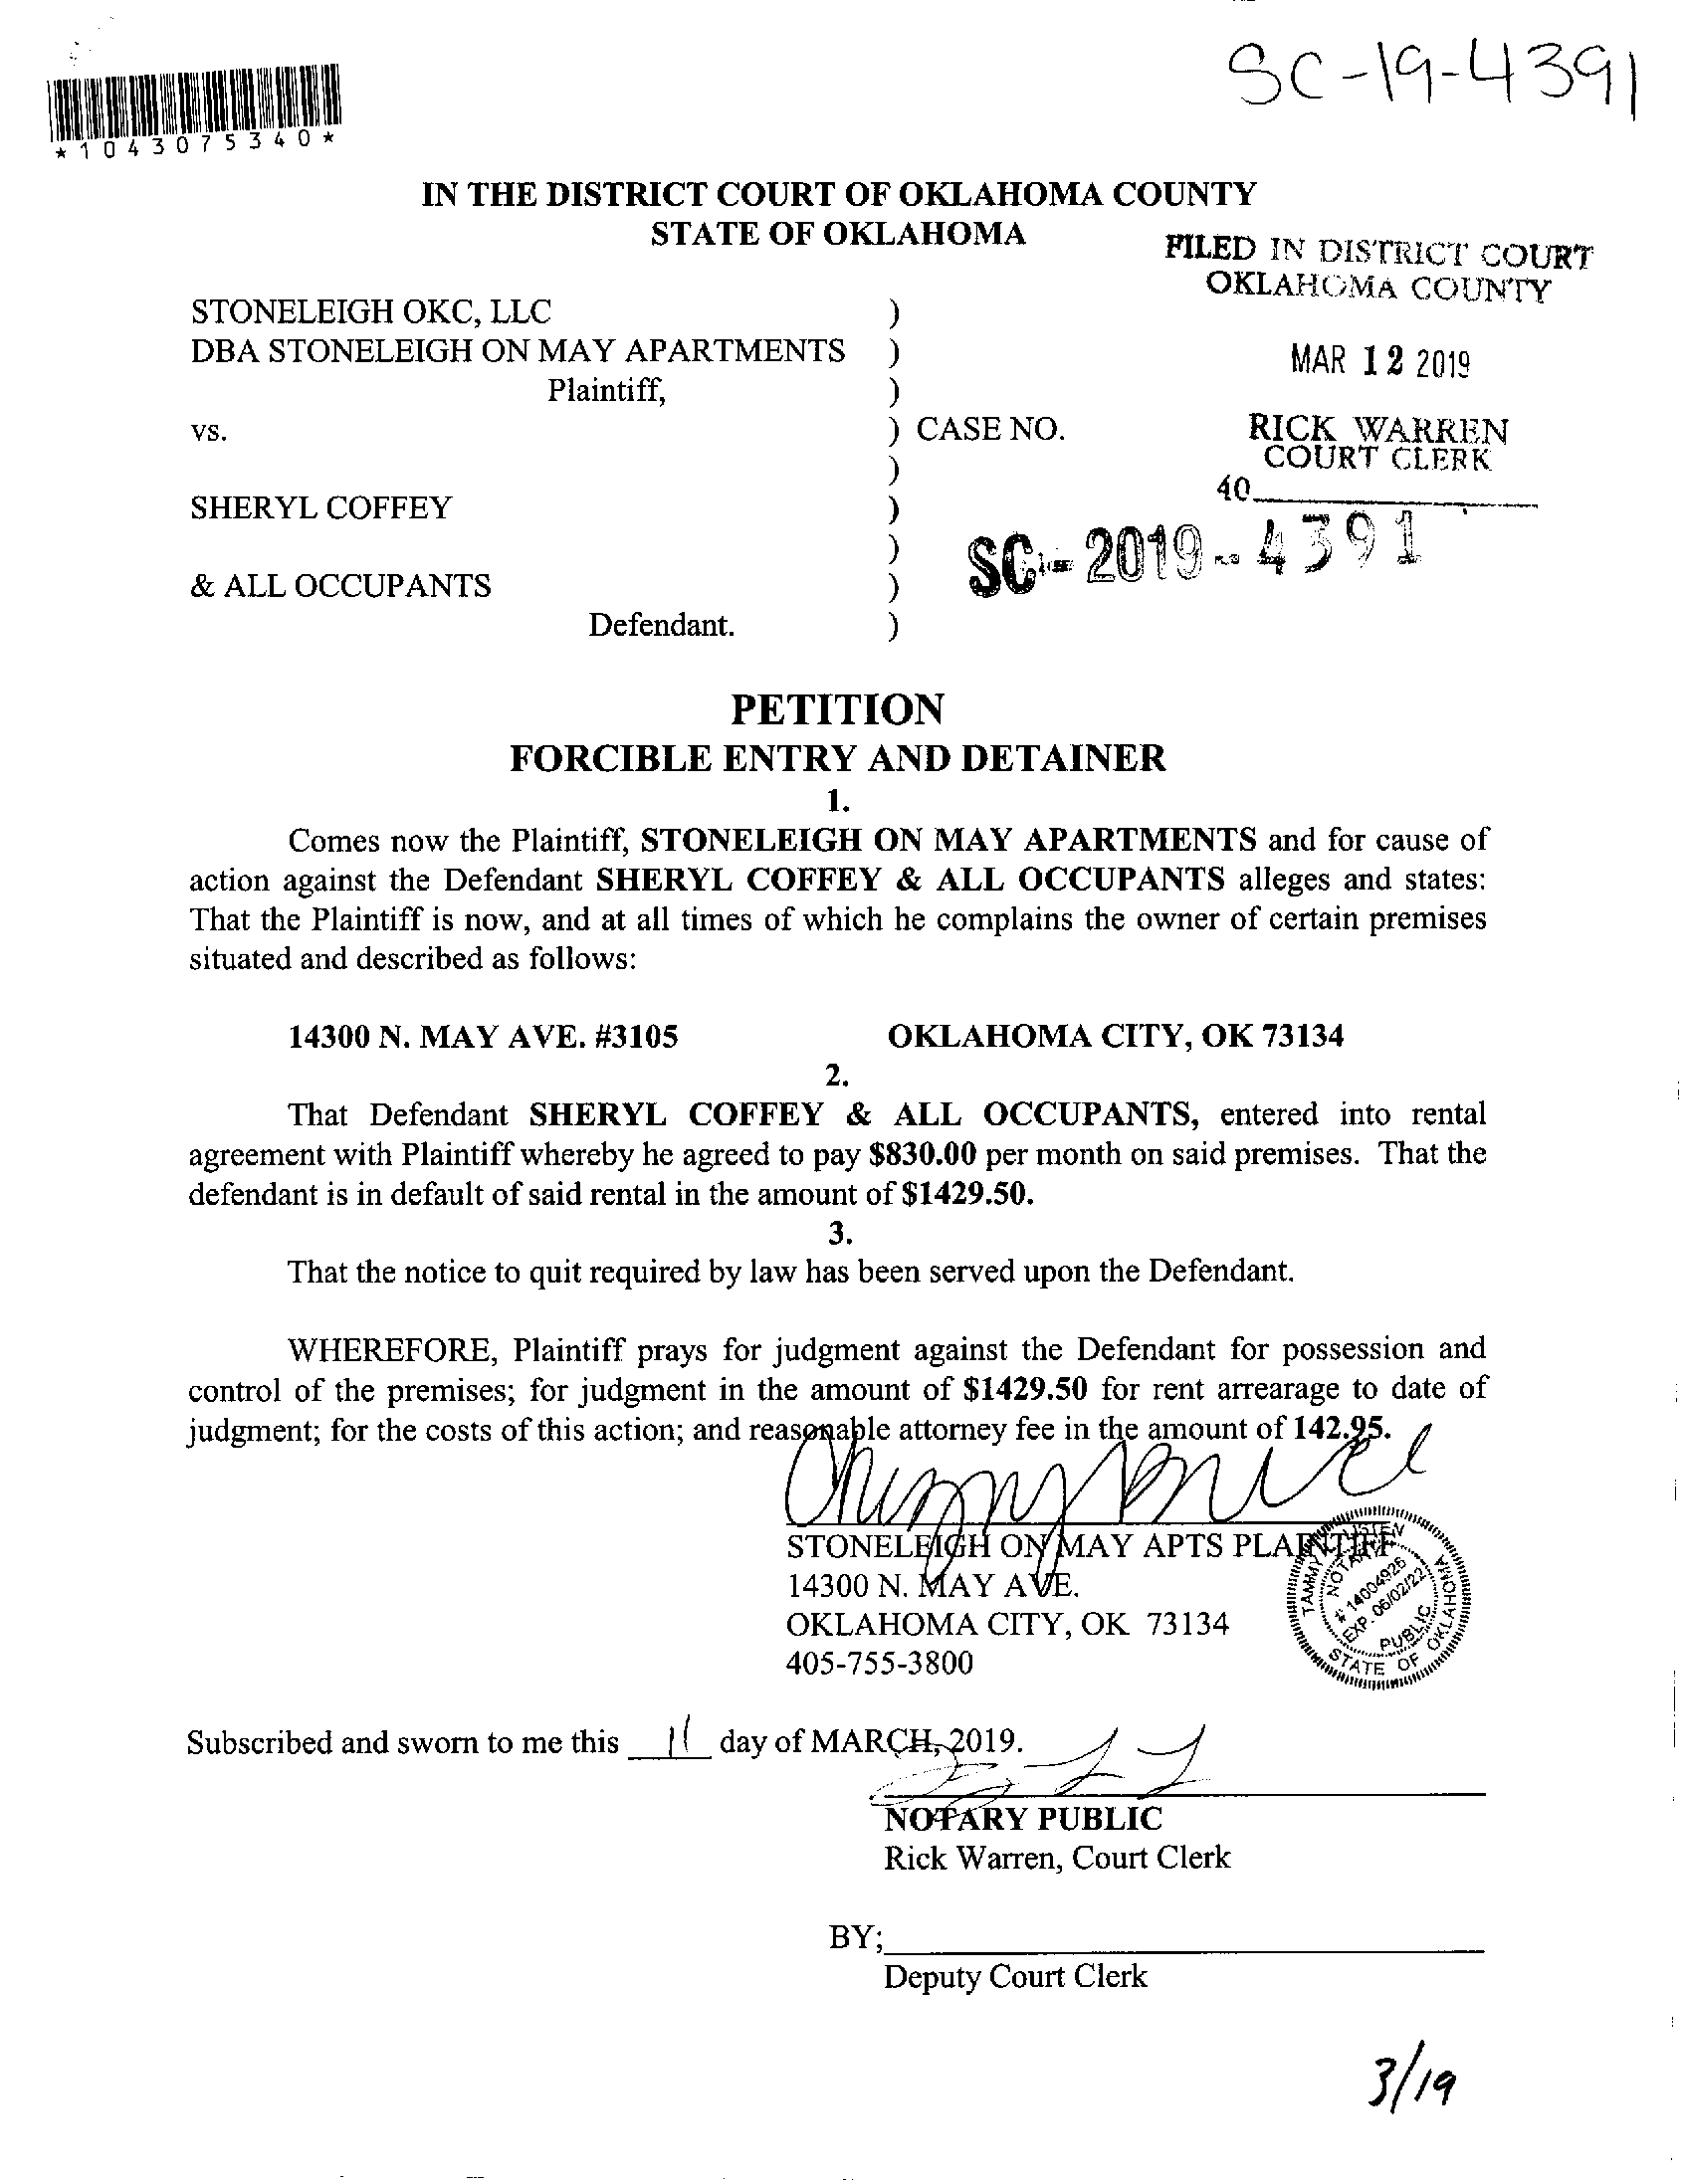 SC-19-4391
*1043075340*
IN THE DISTRICT COURT OF OKLAHOMA COUNTY
STATE OF OKLAHOMA
FILED IN DISTRICT COURT
OKLAHOMA COUNTY
STONELEIGH OKC, LLC )
DBA STONELEIGH ON MAY APARTMENTS )
MAR 12 2019
Plaintiff, )
vs. ) CASE NO.
RICK WARREN
COURT CLERK
)
40
SHERYL COFFEY )
)
SC-2019-4391
& ALL OCCUPANTS )
Defendant. )
PETITION
FORCIBLE ENTRY AND DETAINER
1.
Comes now the Plaintiff, STONELEIGH ON MAY APARTMENTS and for cause of
action against the Defendant SHERYL COFFEY & ALL OCCUPANTS alleges and states:
That the Plaintiff is now, and at all times of which he complains the owner of certain premises
situated and described as follows:
14300 N. MAY AVE. #3105 OKLAHOMA CITY, OK 73134
2.
That Defendant SHERYL COFFEY & ALL OCCUPANTS, entered into rental
agreement with Plaintiff whereby he agreed to pay $830.00 per month on said premises. That the
defendant is in default of said rental in the amount of $1429.50.
3.
That the notice to quit required by law has been served upon the Defendant.
WHEREFORE, Plaintiff prays for judgment against the Defendant for possession and
control of the premises; for judgment in the amount of $1429.50 for rent arrearage to date of
judgment; for the costs of this action; and reasonable attorney fee in the amount of 142.95.
STONELEIGH ON MAY APTS PLAINTIFF
14300 N. MAY AVE.
OKLAHOMA CITY, OK 73134
405-755-3800
TAMMY
NOTARY
# 14004926
EXP. 06/02/22
PUBLIC
STATE OF OKLAHOMA
Subscribed and sworn to me this 11 day of MARCH, 2019.
NOTARY PUBLIC
Rick Warren, Court Clerk
BY;
Deputy Court Clerk
3/19